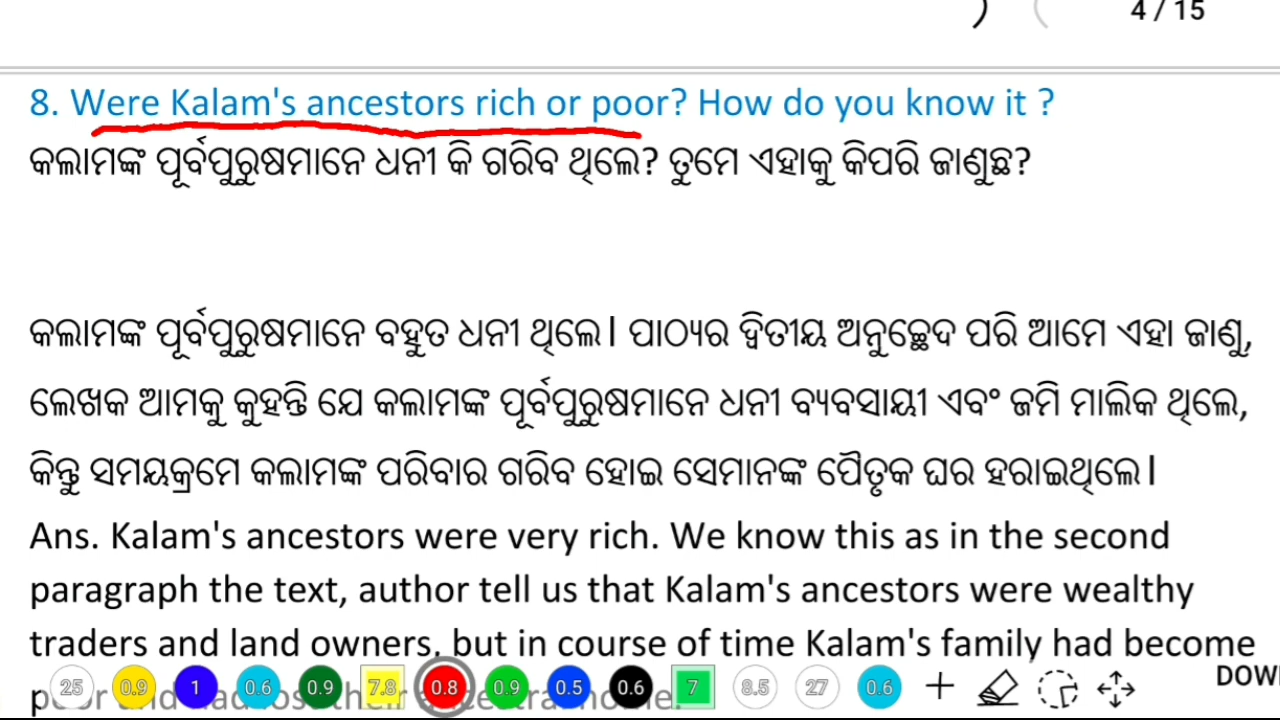 4 / 15
8. Were Kalam's ancestors rich or poor? How do you know it ?
କଲାମଙ୍କ ପୂର୍ବପୁରୁଷମାନେ ଧନୀ କି ଗରିବ ଥିଲେ? ତୁମେ ଏହାକୁ କିପରି ଜାଣୁଛ?
କଲାମଙ୍କ ପୂର୍ବପୁରୁଷମାନେ ବହୁତ ଧନୀ ଥିଲେ। ପାଠ୍ୟର ଦ୍ୱିତୀୟ ଅନୁଚ୍ଛେଦ ପରି ଆମେ ଏହା ଜାଣୁ,
ଲେଖକ ଆମକୁ କୁହନ୍ତି ଯେ କଲାମଙ୍କ ପୂର୍ବପୁରୁଷମାନେ ଧନୀ ବ୍ୟବସାୟୀ ଏବଂ ଜମି ମାଲିକ ଥିଲେ,
କିନ୍ତୁ ସମୟକ୍ରମେ କଲାମଙ୍କ ପରିବାର ଗରିବ ହୋଇ ସେମାନଙ୍କ ପୈତୃକ ଘର ହରାଇଥିଲେ।
Ans. Kalam's ancestors were very rich. We know this as in the second
paragraph the text, author tell us that Kalam's ancestors were wealthy
traders and land owners, but in course of time Kalam's family had become
25 0.9 1 0.6 0.9 7.8 0.8 0.9 0.5 0.6 7 8.5 27 0.6